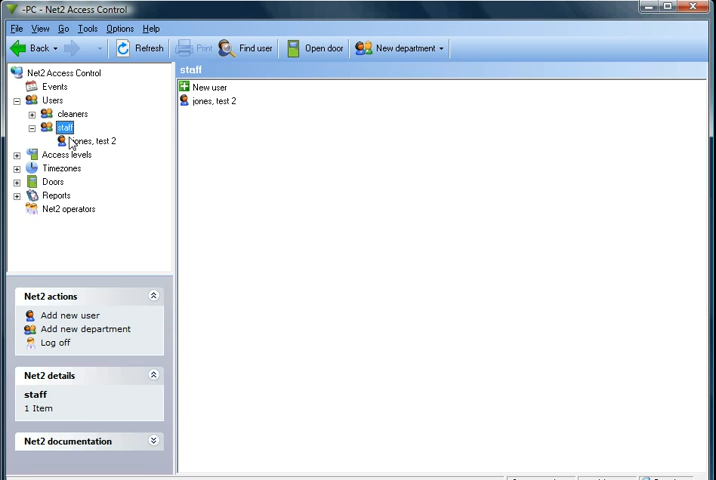 -PC - Net2 Access Control
File View Go Tools Options Help
Back Refresh Print Find user Open door New department
Net2 Access Control
Events
Users
cleaners
staff
jones, test 2
Access levels
Timezones
Doors
Reports
Net2 operators
staff
New user
jones, test 2
Net2 actions
Add new user
Add new department
Log off
Net2 details
staff
1 Item
Net2 documentation